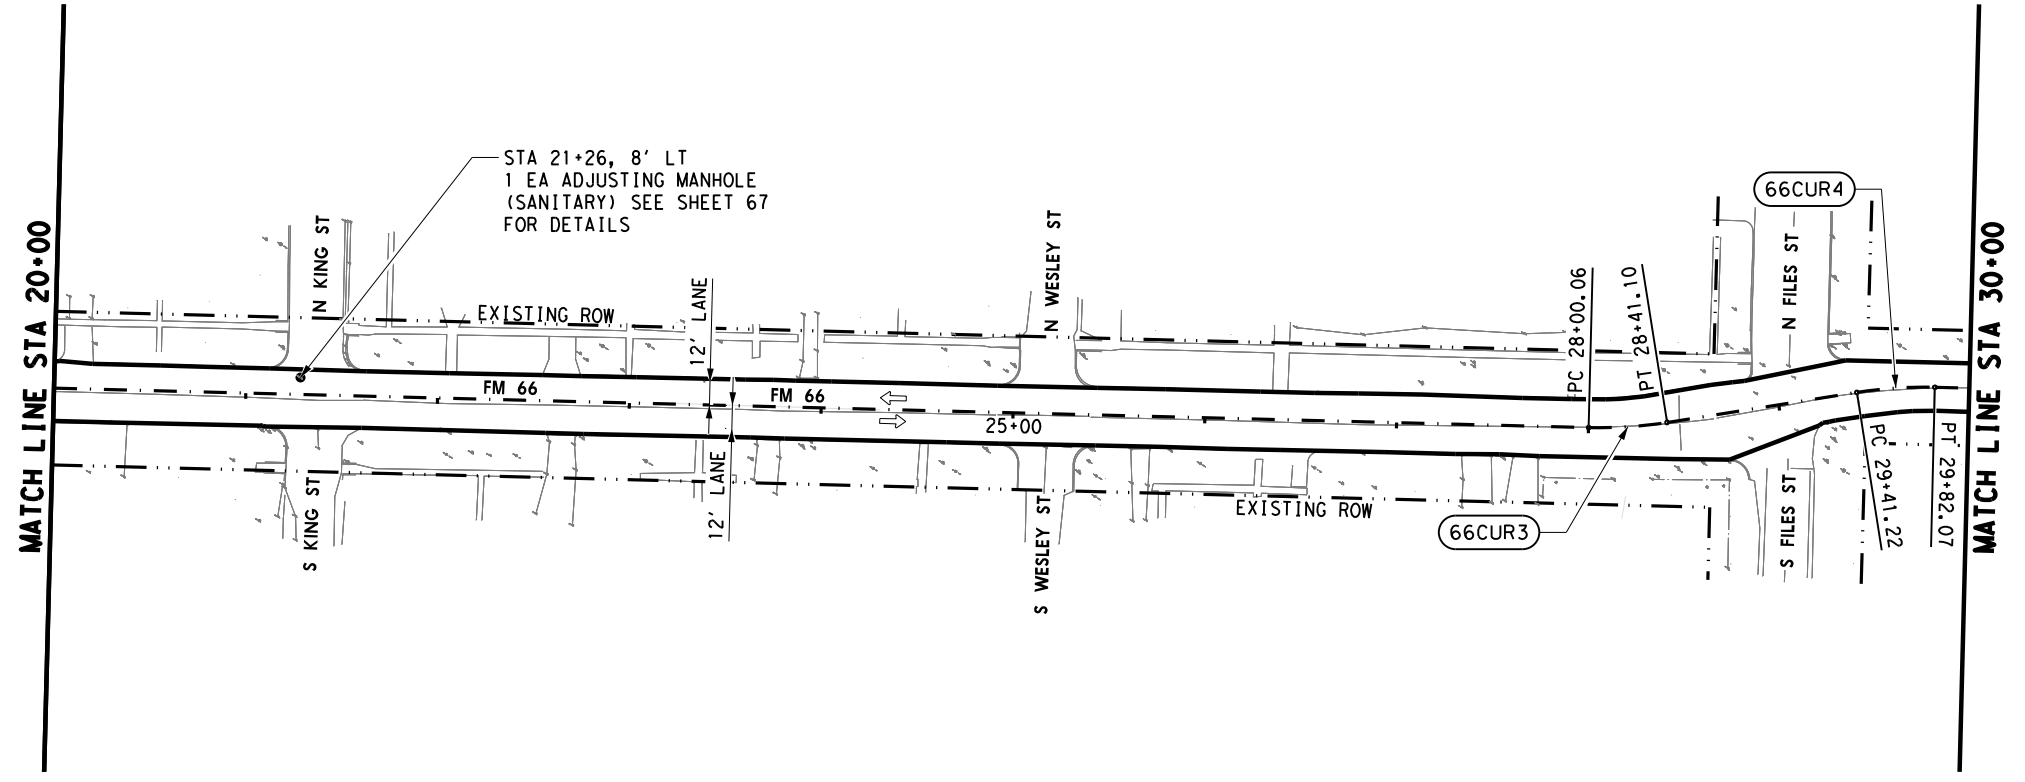 MATCH LINE STA 20+00
STA 21+26, 8' LT
1 EA ADJUSTING MANHOLE
(SANITARY) SEE SHEET 67
FOR DETAILS
N KING ST
S KING ST
EXISTING ROW
12' LANE
12' LANE
FM 66
FM 66
N WESLEY ST
S WESLEY ST
25+00
EXISTING ROW
66CUR3
PC 28+00.06
PT 28+41.10
66CUR4
N FILES ST
S FILES ST
PC 29+41.22
PT 29+82.07
MATCH LINE STA 30+00